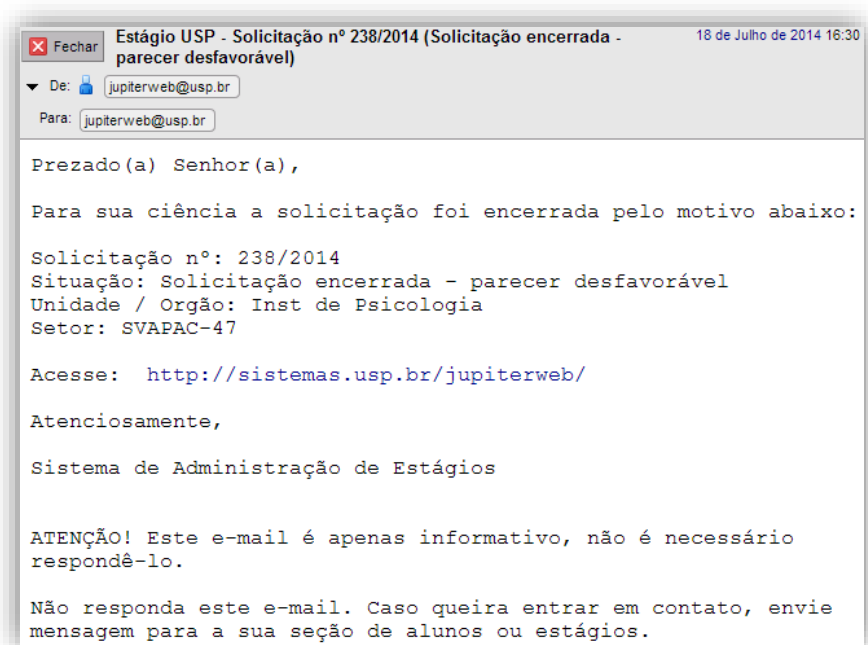 Fechar
Estágio USP - Solicitação nº 238/2014 (Solicitação encerrada -
parecer desfavorável)
18 de Julho de 2014 16:30
De: jupiterweb@usp.br
Para: jupiterweb@usp.br
Prezado(a) Senhor(a),
Para sua ciência a solicitação foi encerrada pelo motivo abaixo:
Solicitação nº: 238/2014
Situação: Solicitação encerrada - parecer desfavorável
Unidade / Orgão: Inst de Psicologia
Setor: SVAPAC-47
Acesse: http://sistemas.usp.br/jupiterweb/
Atenciosamente,
Sistema de Administração de Estágios
ATENÇÃO! Este e-mail é apenas informativo, não é necessário
respondê-lo.
Não responda este e-mail. Caso queira entrar em contato, envie
mensagem para a sua seção de alunos ou estágios.